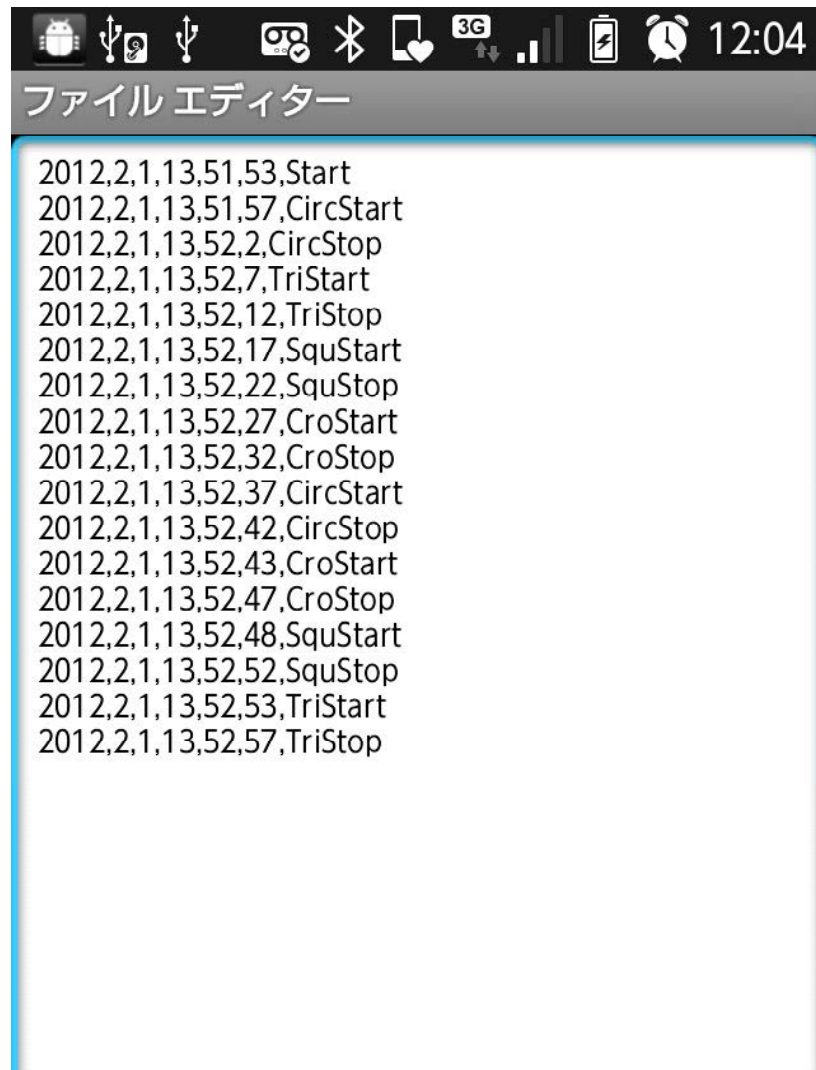 3G
12:04
ファイル エディター
2012,2,1,13,51,53,Start
2012,2,1,13,51,57,CircStart
2012,2,1,13,52,2,CircStop
2012,2,1,13,52,7,TriStart
2012,2,1,13,52,12,TriStop
2012,2,1,13,52,17,SquStart
2012,2,1,13,52,22,SquStop
2012,2,1,13,52,27,CroStart
2012,2,1,13,52,32,CroStop
2012,2,1,13,52,37,CircStart
2012,2,1,13,52,42,CircStop
2012,2,1,13,52,43,CroStart
2012,2,1,13,52,47,CroStop
2012,2,1,13,52,48,SquStart
2012,2,1,13,52,52,SquStop
2012,2,1,13,52,53,TriStart
2012,2,1,13,52,57,TriStop